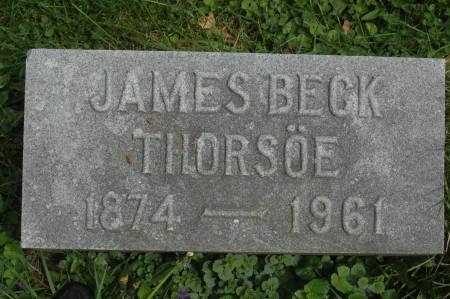 JAMES BECK
THORSÖE
1874 — 1961